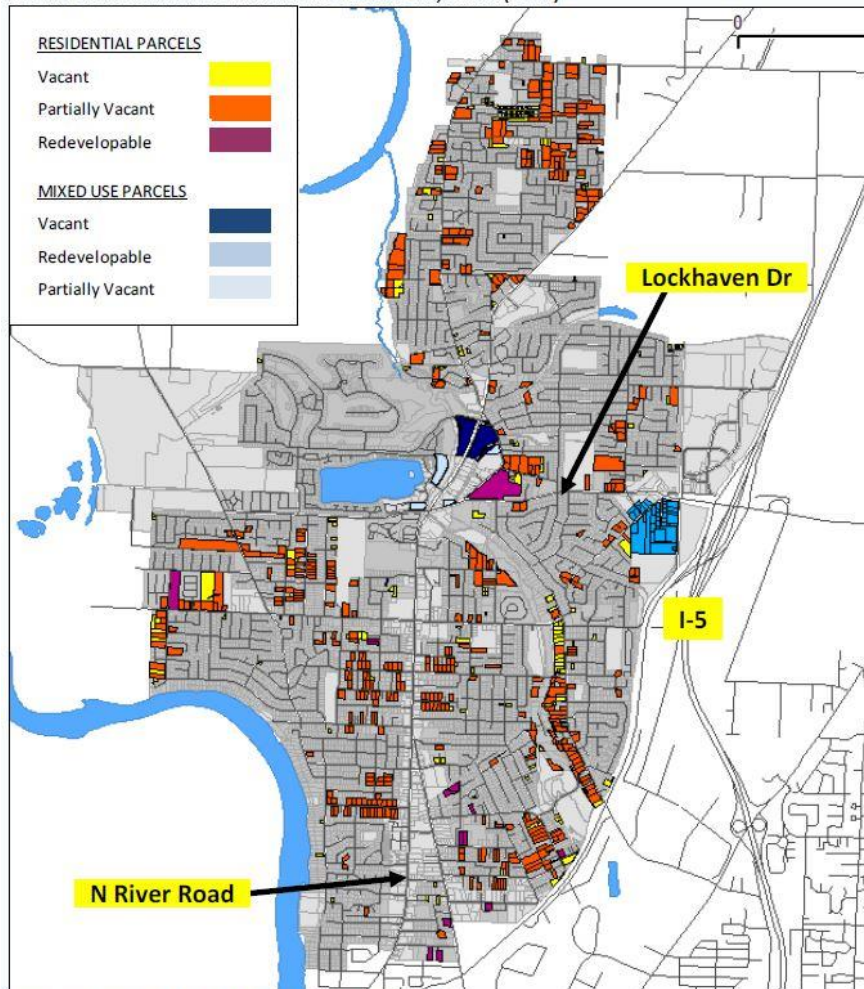 0
RESIDENTIAL PARCELS
Vacant
Partially Vacant
Redevelopable
MIXED USE PARCELS
Vacant
Redevelopable
Partially Vacant
Lockhaven Dr
I-5
N River Road